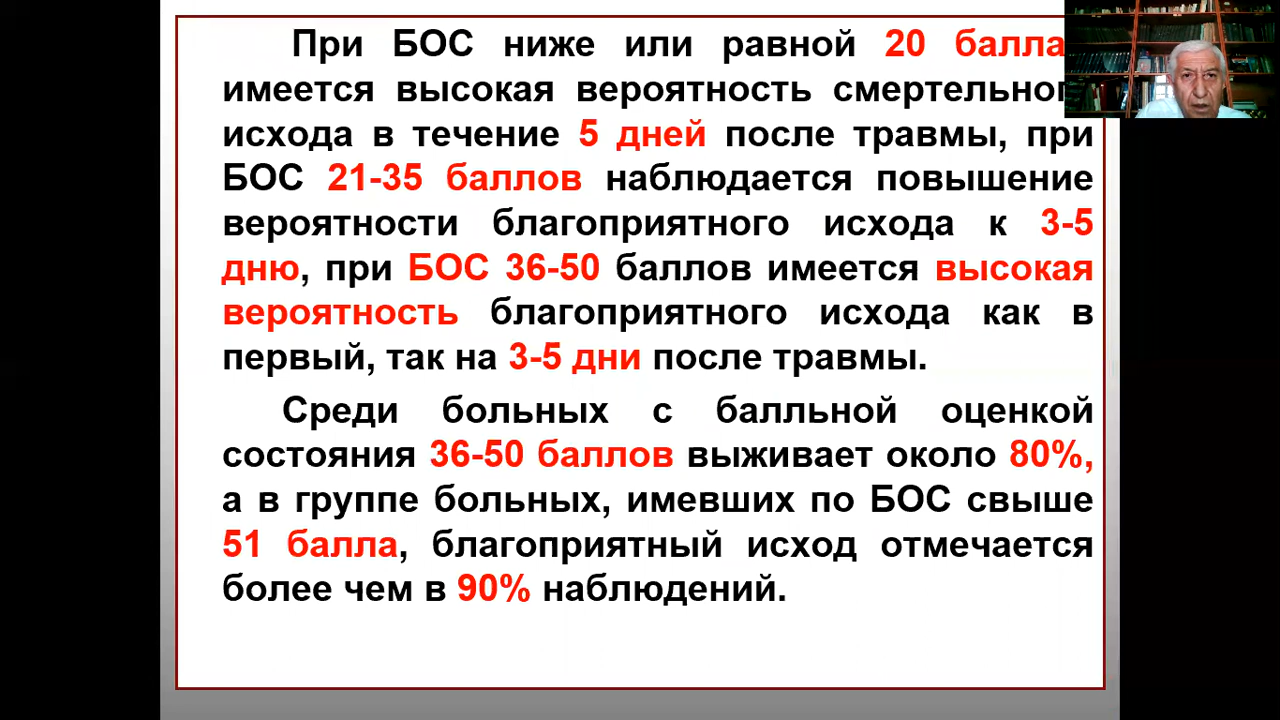 При БОС ниже или равной 20 балла
имеется высокая вероятность
исхода в течение 5 дней после травмы, при
БОС 21-35 баллов наблюдается повышение
вероятности благоприятного исхода к 3-5
дню, при БОС 36-50 баллов имеется высокая
вероятность благоприятного исхода как в
первый, так на 3-5 дни после травмы.
Среди больных с балльной оценкой
состояния 36-50 баллов выживает около 80%,
а в группе больных, имевших по БОС свыше
51 балла, благоприятный исход отмечается
более чем в 90% наблюдений.